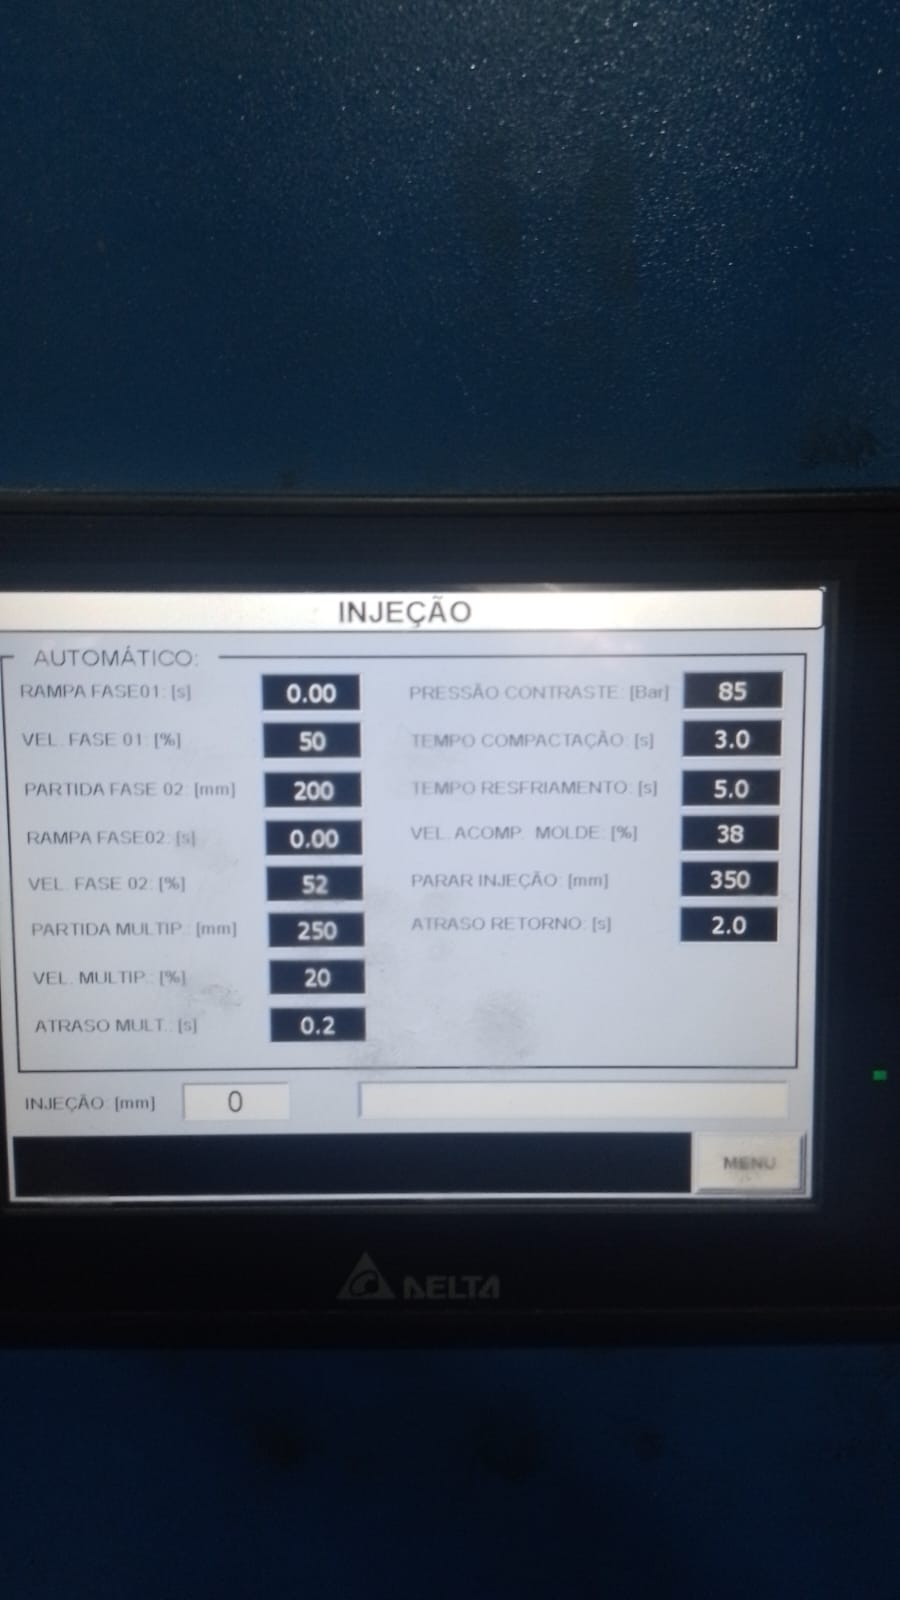 INJEÇÃO
AUTOMÁTICO:
RAMPA FASE01: [s] 0.00
VEL. FASE 01: [%] 50
PARTIDA FASE 02: [mm] 200
RAMPA FASE02: [s] 0.00
VEL. FASE 02: [%] 52
PARTIDA MULTIP.: [mm] 250
VEL. MULTIP.: [%] 20
ATRASO MULT.: [s] 0.2
PRESSÃO CONTRASTE: [Bar] 85
TEMPO COMPACTAÇÃO: [s] 3.0
TEMPO RESFRIAMENTO: [s] 5.0
VEL. ACOMP. MOLDE: [%] 38
PARAR INJEÇÃO: [mm] 350
ATRASO RETORNO: [s] 2.0
INJEÇÃO: [mm] 0
MENU
DELTA